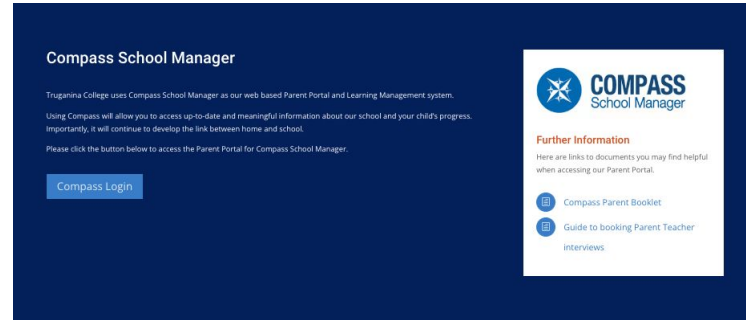 Compass School Manager
Truganina College uses Compass School Manager as our web based Parent Portal and Learning Management system.
Using Compass will allow you to access up-to-date and meaningful information about our school and your child's progress.
Importantly, it will continue to develop the link between home and school.
Please click the button below to access the Parent Portal for Compass School Manager.
Compass Login
COMPASS
School Manager
Further Information
Here are links to documents you may find helpful
when accessing our Parent Portal.
Compass Parent Booklet
Guide to booking Parent Teacher
interviews